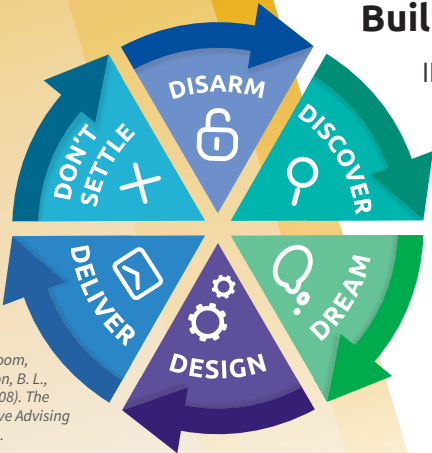 Buil
DISARM
DISCOVER
DREAM
DESIGN
DELIVER
DON'T
SETTLE
oom,
on, B. L.,
08). The
ve Advising
.